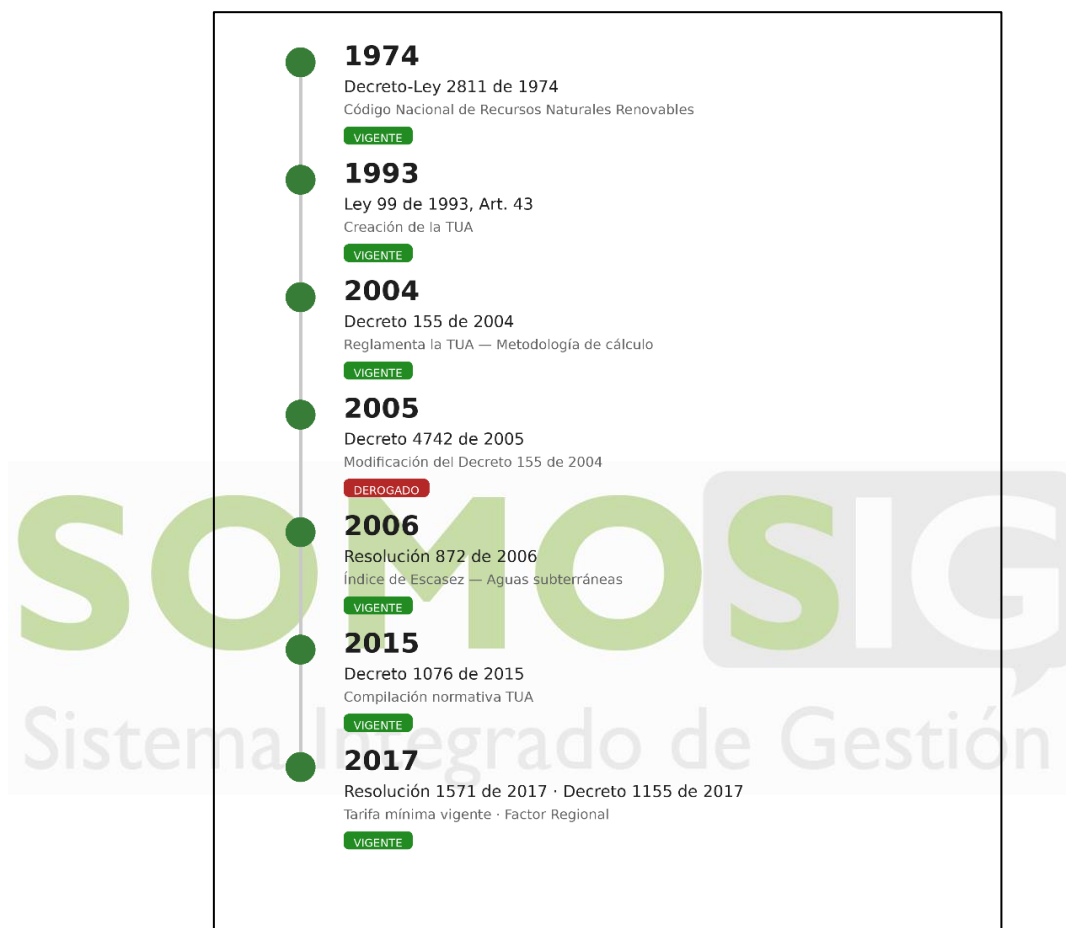 1974
Decreto-Ley 2811 de 1974
Código Nacional de Recursos Naturales Renovables
VIGENTE
1993
Ley 99 de 1993, Art. 43
Creación de la TUA
VIGENTE
2004
Decreto 155 de 2004
Reglamenta la TUA — Metodología de cálculo
VIGENTE
2005
Decreto 4742 de 2005
Modificación del Decreto 155 de 2004
DEROGADO
2006
Resolución 872 de 2006
Índice de Escasez — Aguas subterráneas
VIGENTE
2015
Decreto 1076 de 2015
Compilación normativa TUA
VIGENTE
2017
Resolución 1571 de 2017 · Decreto 1155 de 2017
Tarifa mínima vigente · Factor Regional
VIGENTE
SOMOSIG
Sistema Integrado de Gestión